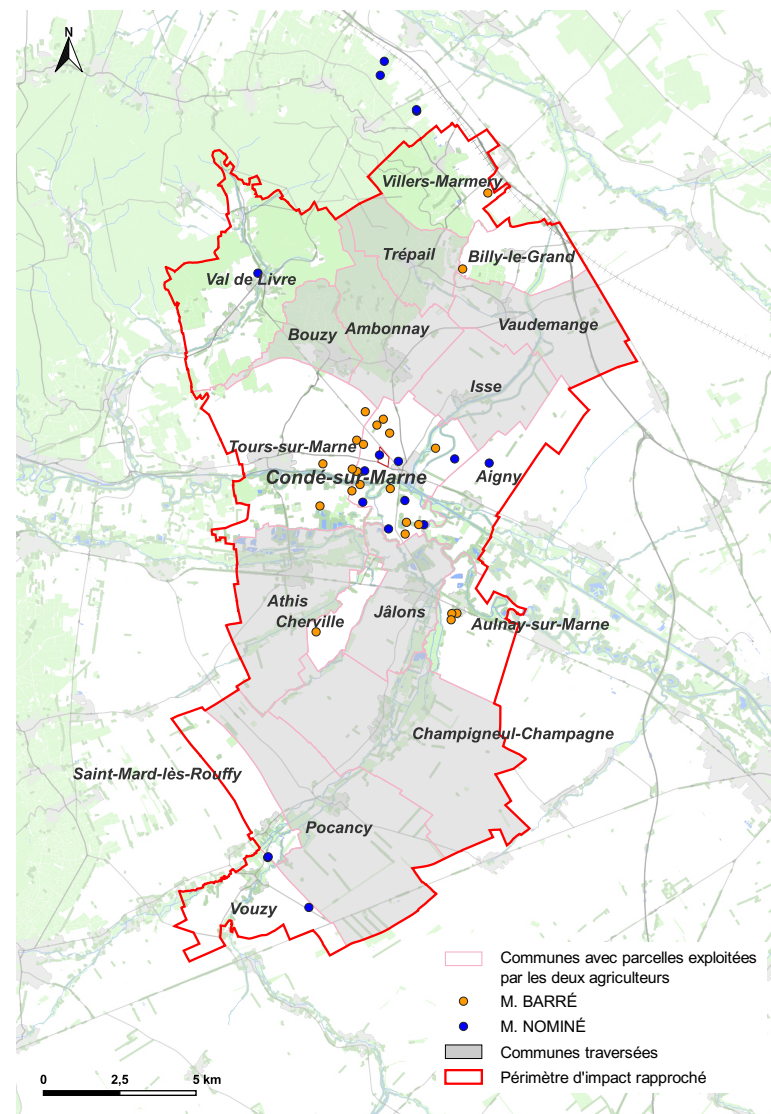 N
Villers-Marmery
Trépail
Billy-le-Grand
Val de Livre
Vaudemange
Bouzy
Ambonnay
Isse
Tours-sur-Marne
Condé-sur-Marne
Aigny
Athis
Cherville
Jâlons
Aulnay-sur-Marne
Champigneul-Champagne
Saint-Mard-lès-Rouffy
Pocancy
Vouzy
Communes avec parcelles exploitées
par les deux agriculteurs
M. BARRÉ
M. NOMINÉ
Communes traversées
Périmètre d'impact rapproché
0 2,5 5 km